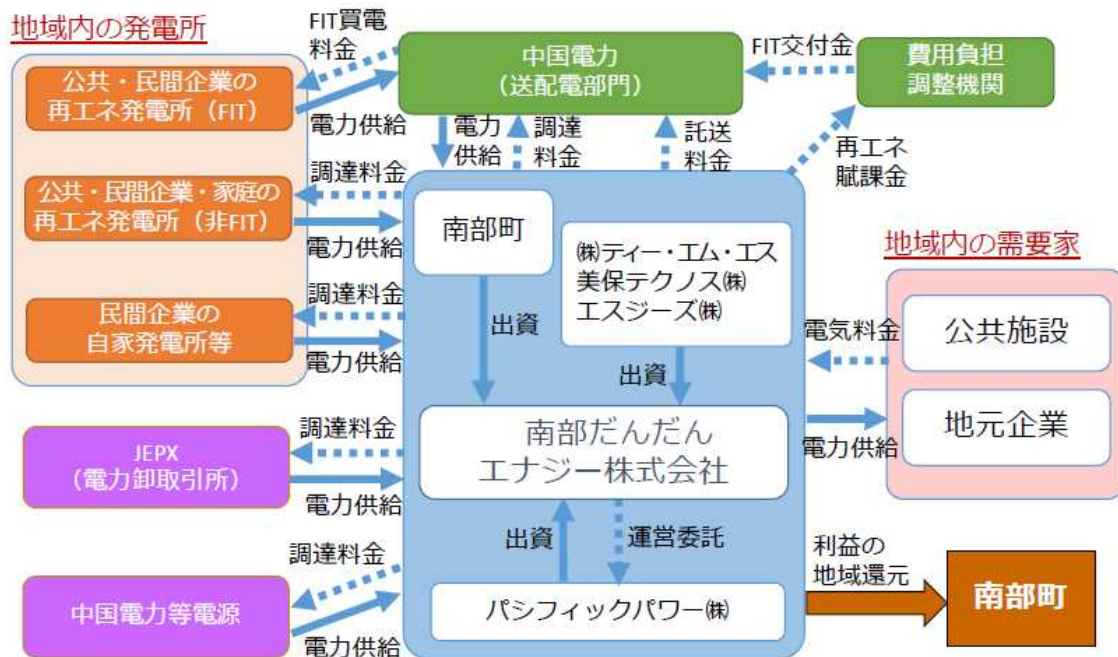 地域内の発電所
FIT買電
料金
公共・民間企業の
再エネ発電所（FIT）
電力供給
中国電力
（送配電部門）
FIT交付金
費用負担
調整機関
電力
供給
調達
料金
託送
料金
再エネ
賦課金
調達料金
公共・民間企業・家庭の
再エネ発電所（非FIT）
電力供給
南部町
㈱ティー・エム・エス
美保テクノス㈱
エスジーズ㈱
地域内の需要家
調達料金
民間企業の
自家発電所等
電力供給
出資
出資
電気料金
公共施設
地元企業
電力供給
調達料金
JEPX
（電力卸取引所）
電力供給
南部だんだん
エナジー株式会社
出資
運営委託
調達料金
中国電力等電源
電力供給
パシフィックパワー㈱
利益の
地域還元
南部町